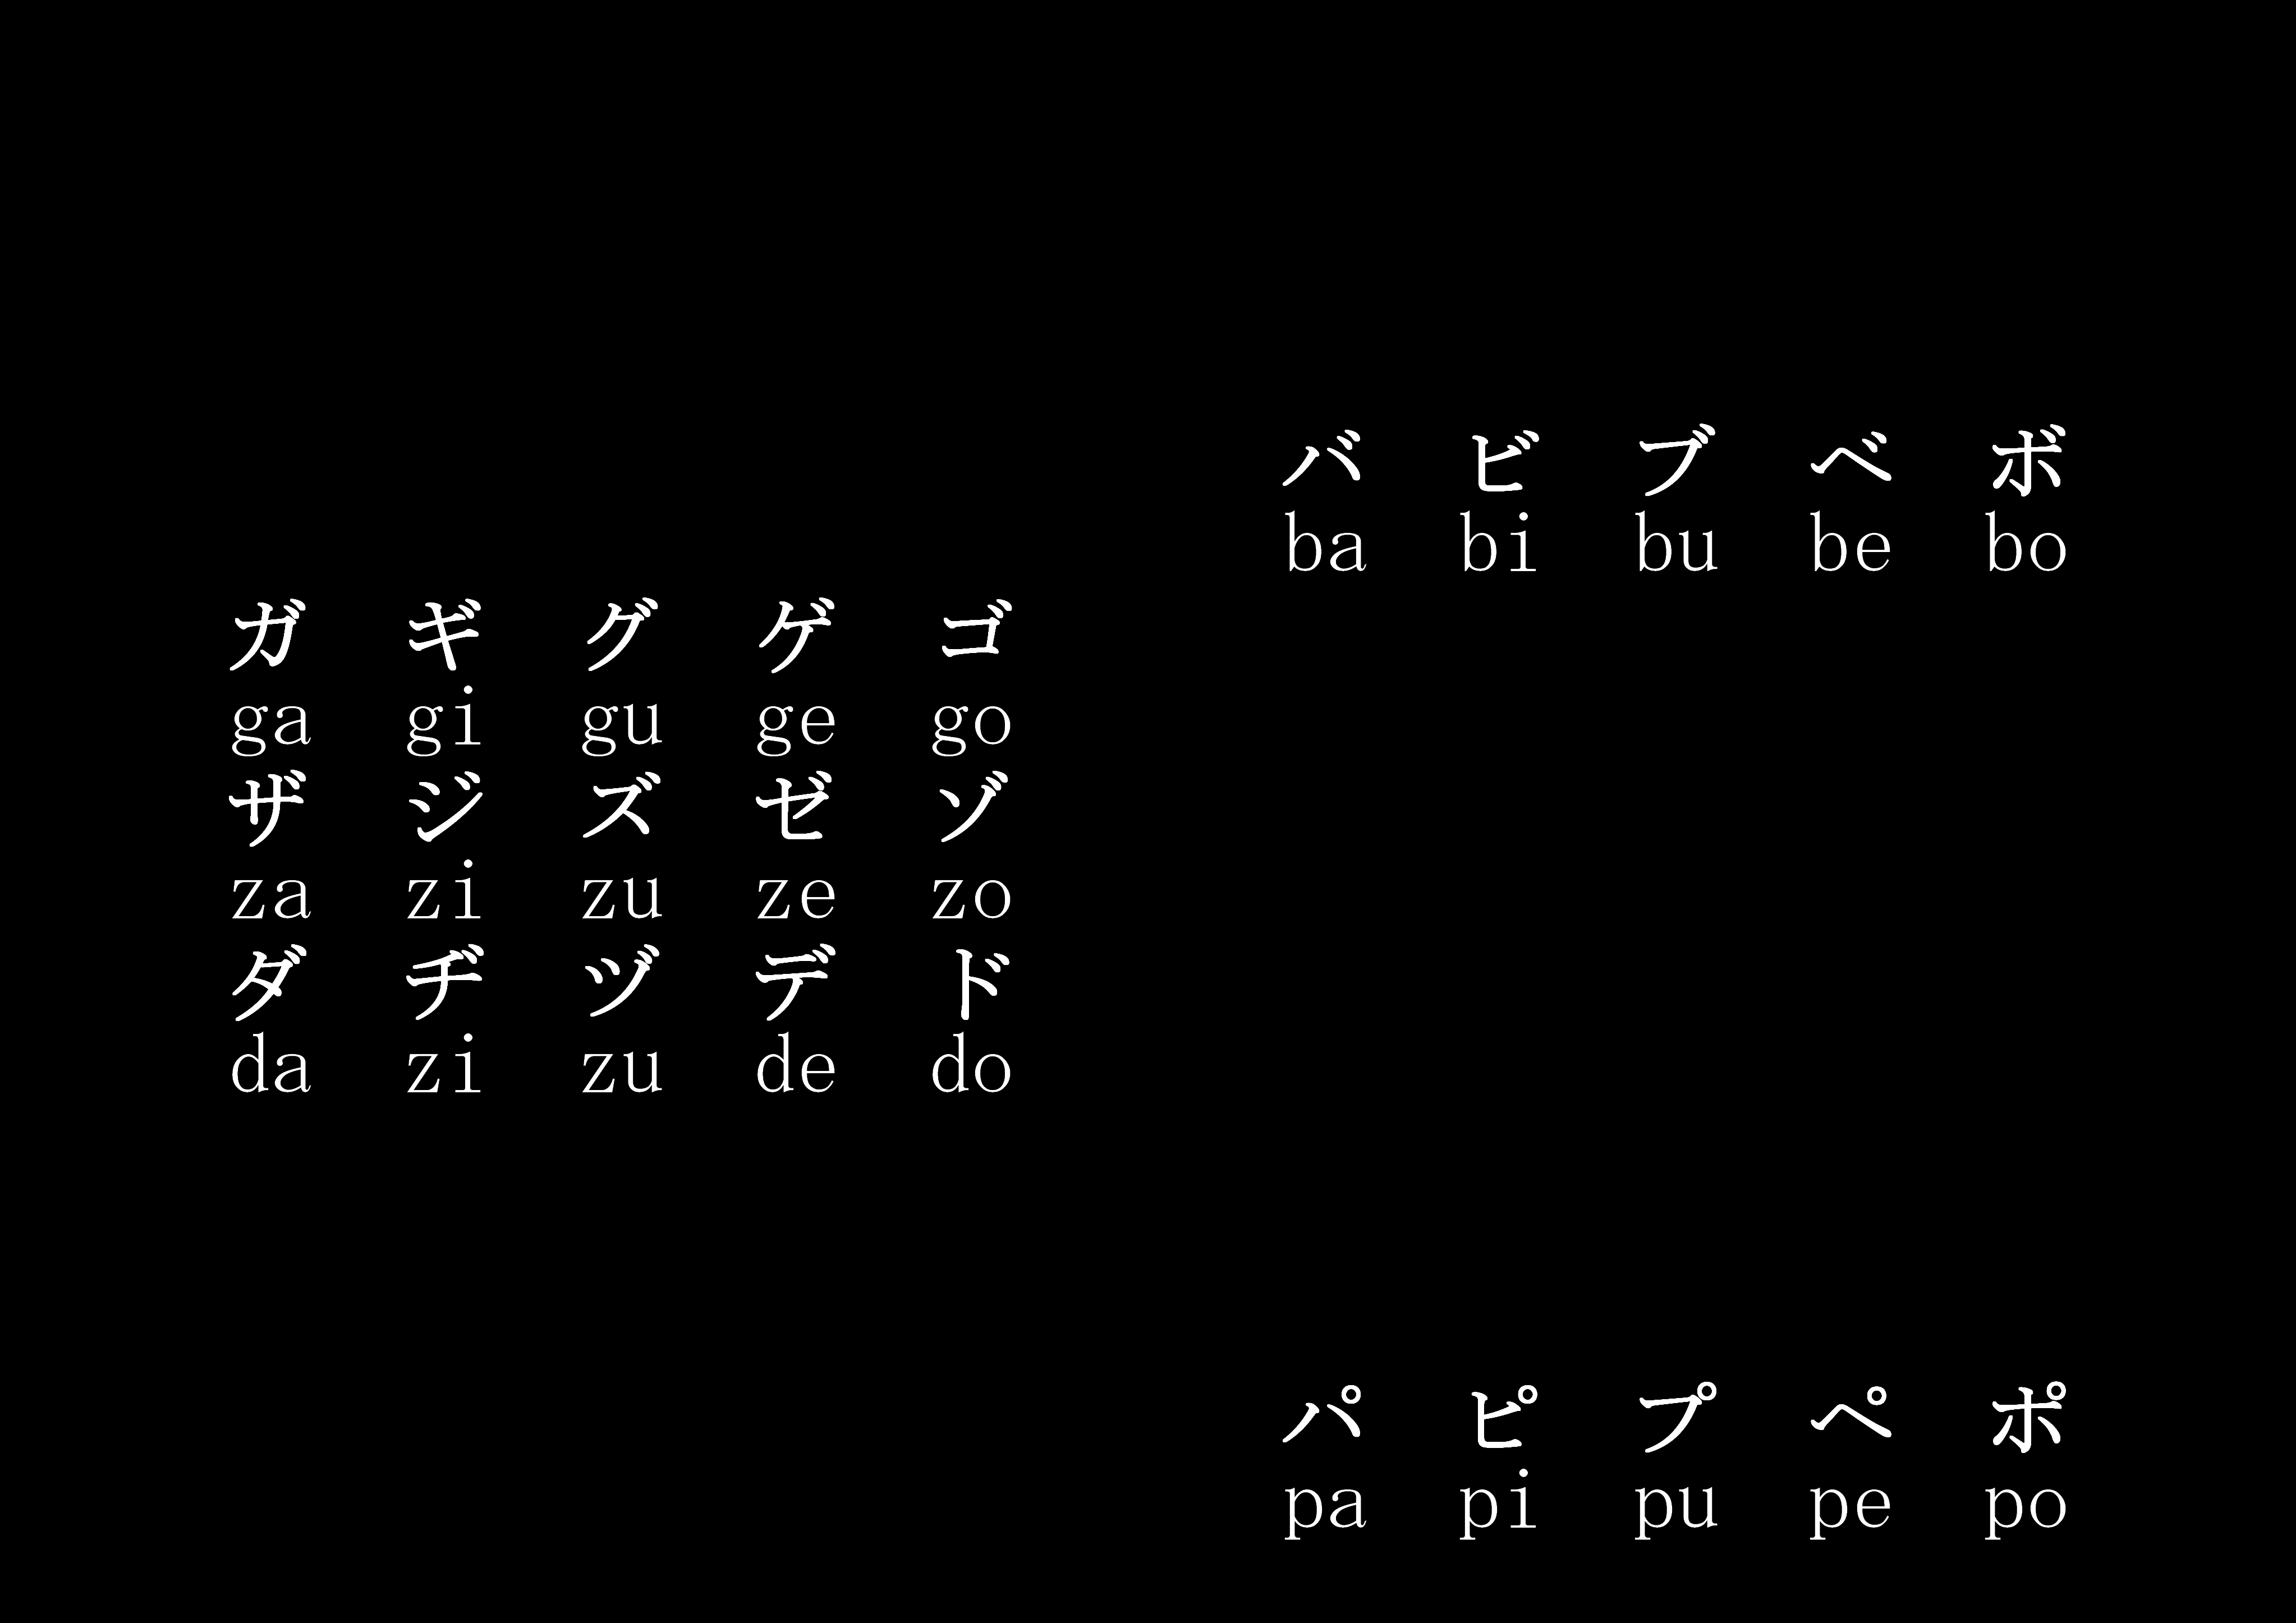 バ ビ ブ ベ ボ
ba bi bu be bo
ガ ギ グ ゲ ゴ
ga gi gu ge go
ザ ジ ズ ゼ ゾ
za zi zu ze zo
ダ ヂ ヅ デ ド
da zi zu de do
パ ピ プ ペ ポ
pa pi pu pe po